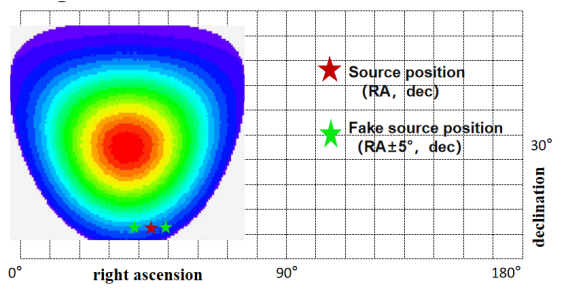 Source position
(RA, dec)
Fake source position
(RA±5°, dec)
30°
declination
0°
right ascension
90°
180°